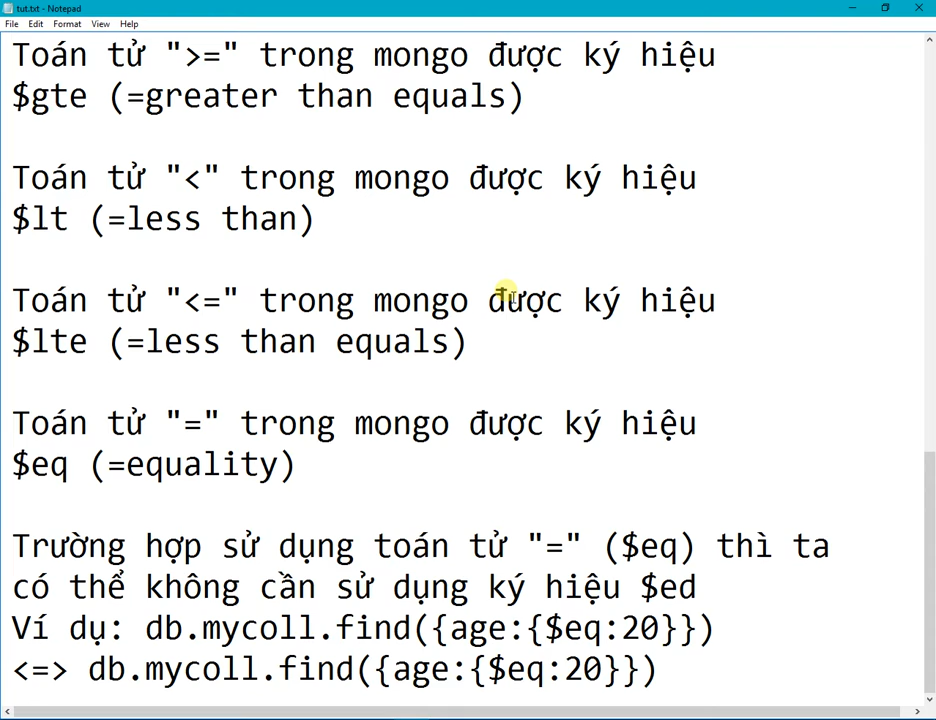 tut.txt - Notepad
File Edit Format View Help
Toán tử ">=" trong mongo được ký hiệu
$gte (=greater than equals)
Toán tử "<" trong mongo được ký hiệu
$lt (=less than)
Toán tử "<=" trong mongo được ký hiệu
$lte (=less than equals)
Toán tử "=" trong mongo được ký hiệu
$eq (=equality)
Trường hợp sử dụng toán tử "=" ($eq) thì ta
có thể không cần sử dụng ký hiệu $ed
Ví dụ: db.mycoll.find({age:{$eq:20}})
<=> db.mycoll.find({age:{$eq:20}})